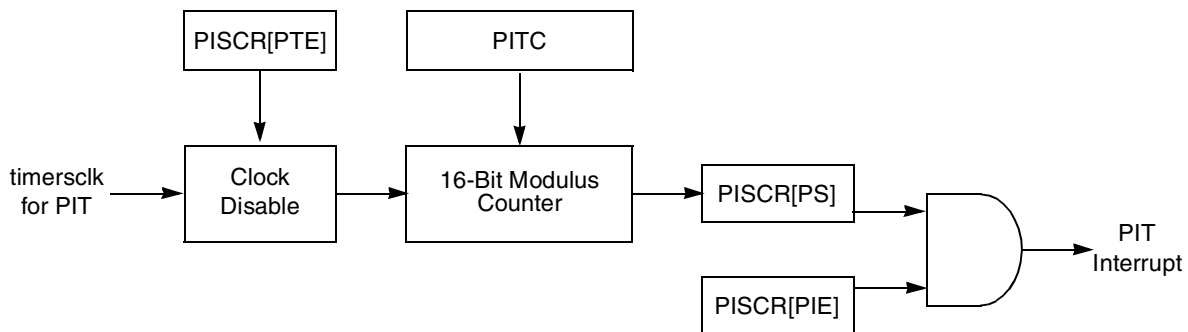 PISCR[PTE]
PITC
timersclk
for PIT
Clock
Disable
16-Bit Modulus
Counter
PISCR[PS]
PIT
Interrupt
PISCR[PIE]